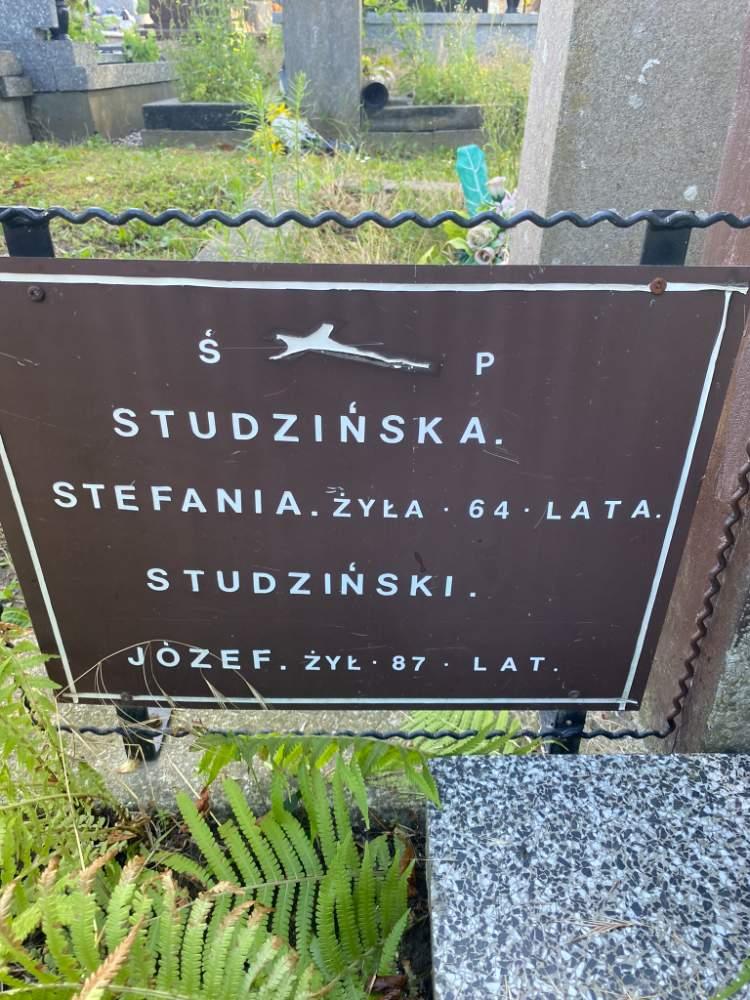 Ś P
STUDZIŃSKA.
STEFANIA. ŻYŁA · 64 · LATA.
STUDZIŃSKI.
JÓZEF. ŻYŁ · 87 · LAT.